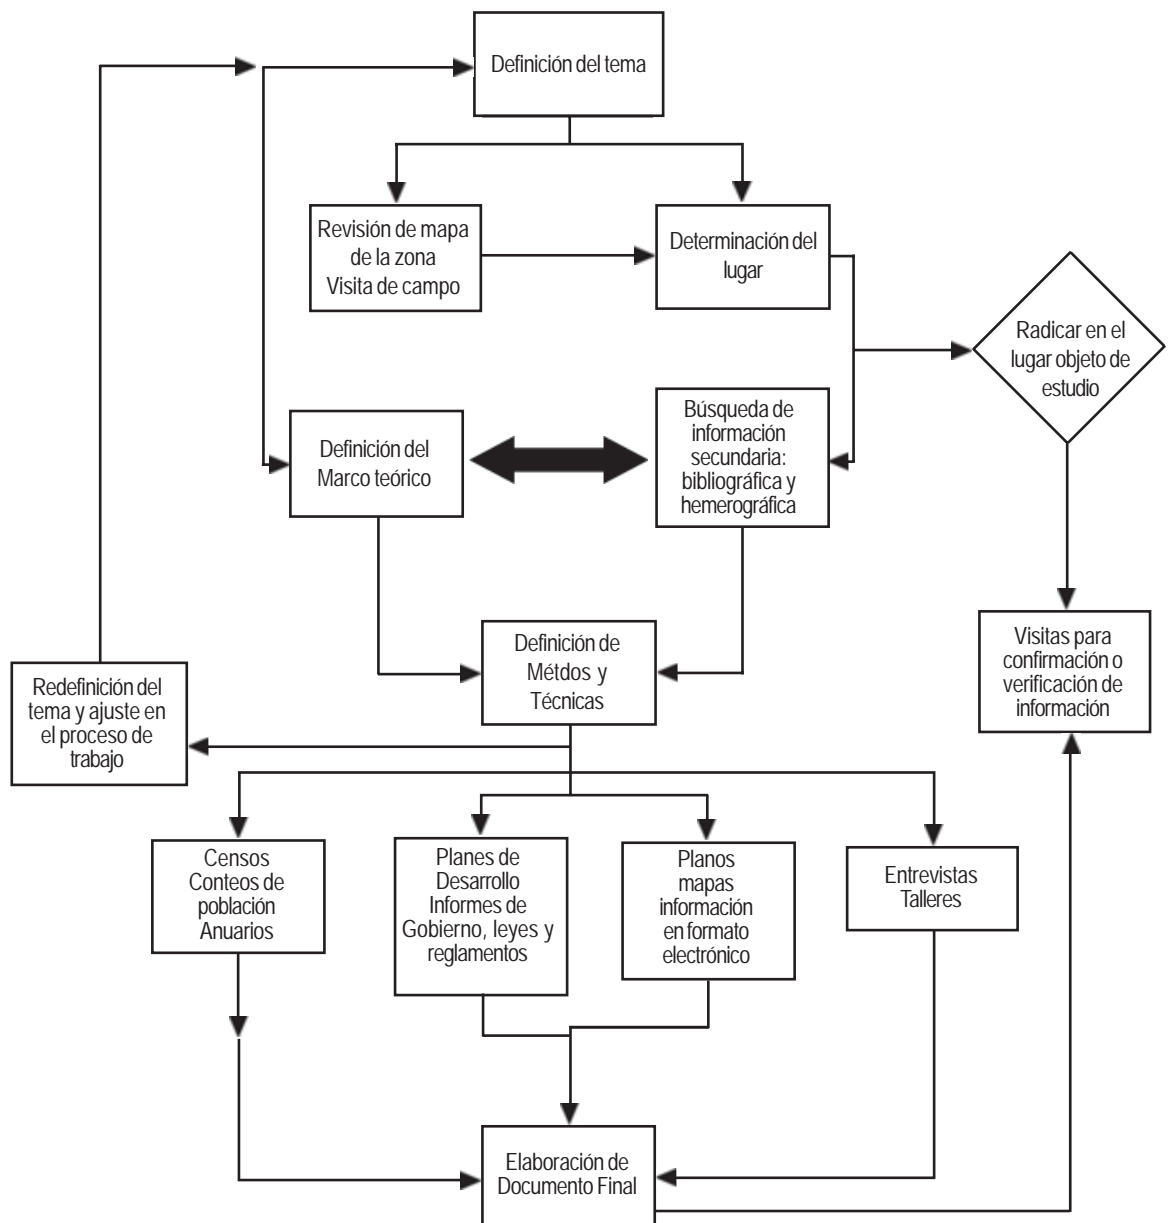 Definición del tema
Revisión de mapa
de la zona
Visita de campo
Determinación del
lugar
Radicar en el
lugar objeto de
estudio
Definición del
Marco teórico
Búsqueda de
información
secundaria:
bibliográfica y
hemerográfica
Definición de
Métdos y
Técnicas
Visitas para
confirmación o
verificación de
información
Redefinición del
tema y ajuste en
el proceso de
trabajo
Censos
Conteos de
población
Anuarios
Planes de
Desarrollo
Informes de
Gobierno, leyes y
reglamentos
Planos
mapas
información
en formato
electrónico
Entrevistas
Talleres
Elaboración de
Documento Final